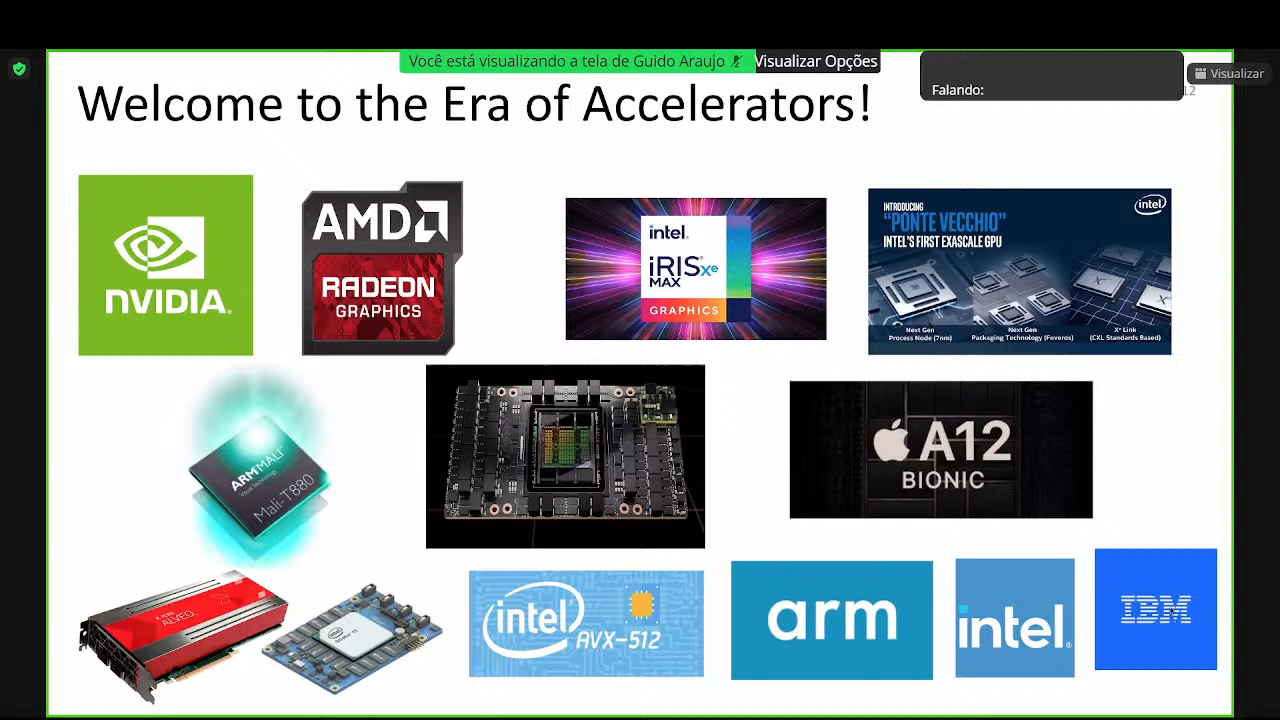 Você está visualizando a tela de Guido Araujo
Visualizar Opções
Falando:
Visualizar
12
Welcome to the Era of Accelerators!
NVIDIA
AMD
RADEON
GRAPHICS
intel
iRIS Xe
MAX
GRAPHICS
INTRODUCING
"PONTE VECCHIO"
INTEL'S FIRST EXASCALE GPU
intel
Next Gen
Process Node (7nm)
Next Gen
Packaging Technology (Foveros)
Xe Link
(CXL Standards Based)
ARM MALI
Mali-T880
A12
BIONIC
ALVEO
intel
AVX-512
arm
intel
IBM